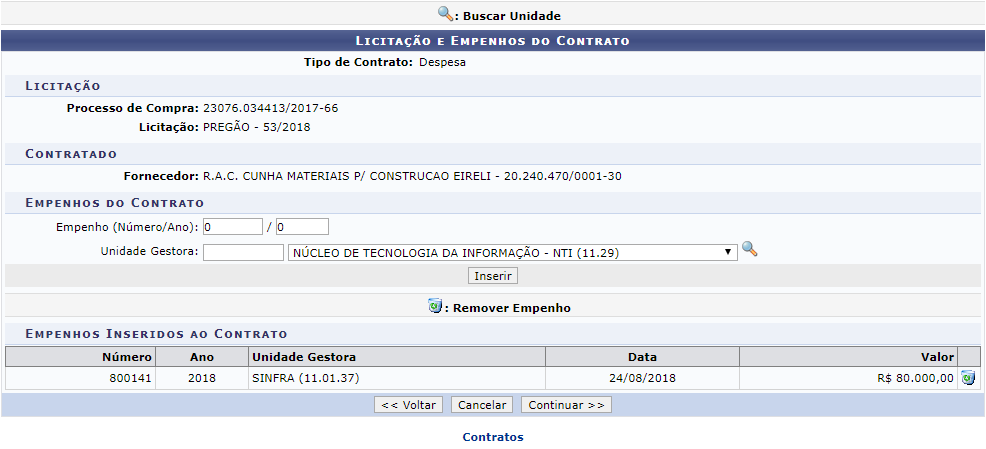 : Buscar Unidade
LICITAÇÃO E EMPENHOS DO CONTRATO
Tipo de Contrato: Despesa
LICITAÇÃO
Processo de Compra: 23076.034413/2017-66
Licitação: PREGÃO - 53/2018
CONTRATADO
Fornecedor: R.A.C. CUNHA MATERIAIS P/ CONSTRUCAO EIRELI - 20.240.470/0001-30
EMPENHOS DO CONTRATO
Empenho (Número/Ano): 0 / 0
Unidade Gestora: NÚCLEO DE TECNOLOGIA DA INFORMAÇÃO - NTI (11.29)
Inserir
: Remover Empenho
EMPENHOS INSERIDOS AO CONTRATO
Número Ano Unidade Gestora Data Valor
800141 2018 SINFRA (11.01.37) 24/08/2018 R$ 80.000,00
<< Voltar Cancelar Continuar >>
Contratos